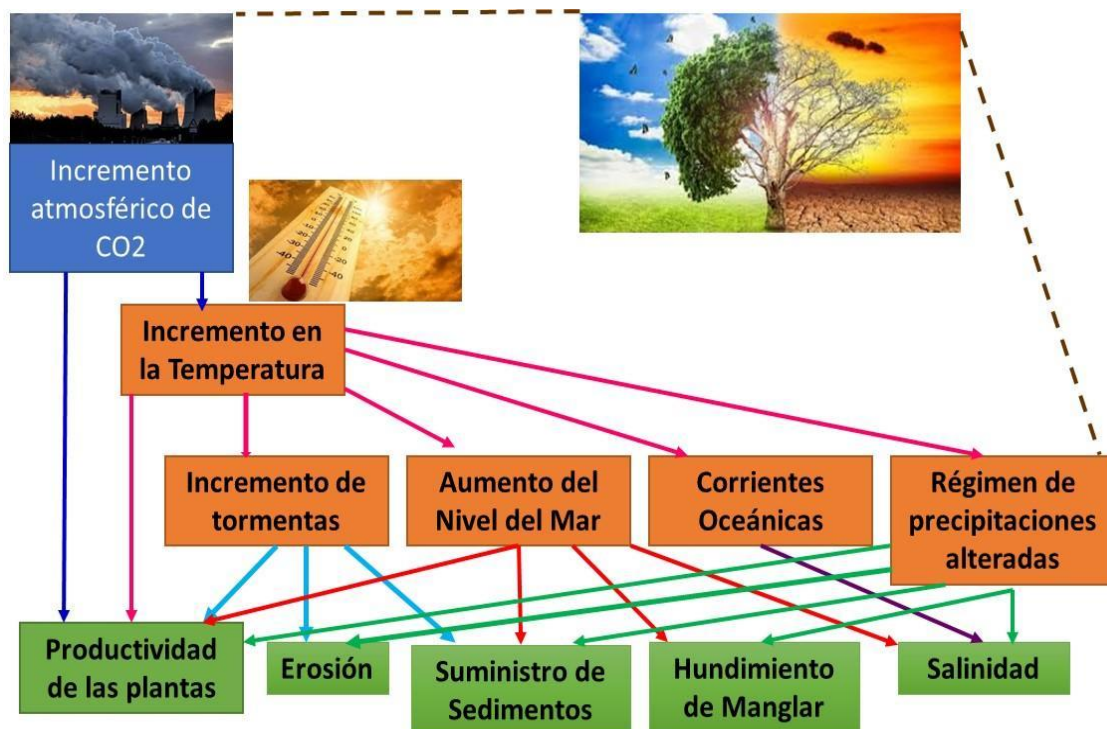 Incremento
atmosférico de
CO2
Incremento en
la Temperatura
Incremento de
tormentas
Aumento del
Nivel del Mar
Corrientes
Oceánicas
Régimen de
precipitaciones
alteradas
Productividad
de las plantas
Erosión
Suministro de
Sedimentos
Hundimiento
de Manglar
Salinidad